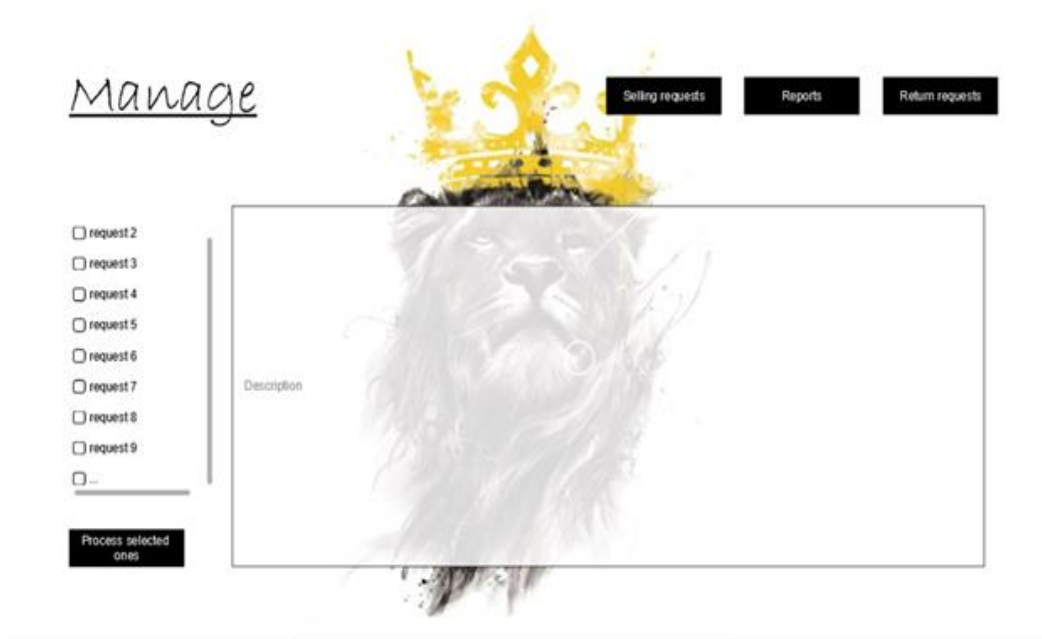 Manage
Selling requests
Reports
Return requests
request 2
request 3
request 4
request 5
request 6
request 7
request 8
request 9
...
Description
Process selected
ones